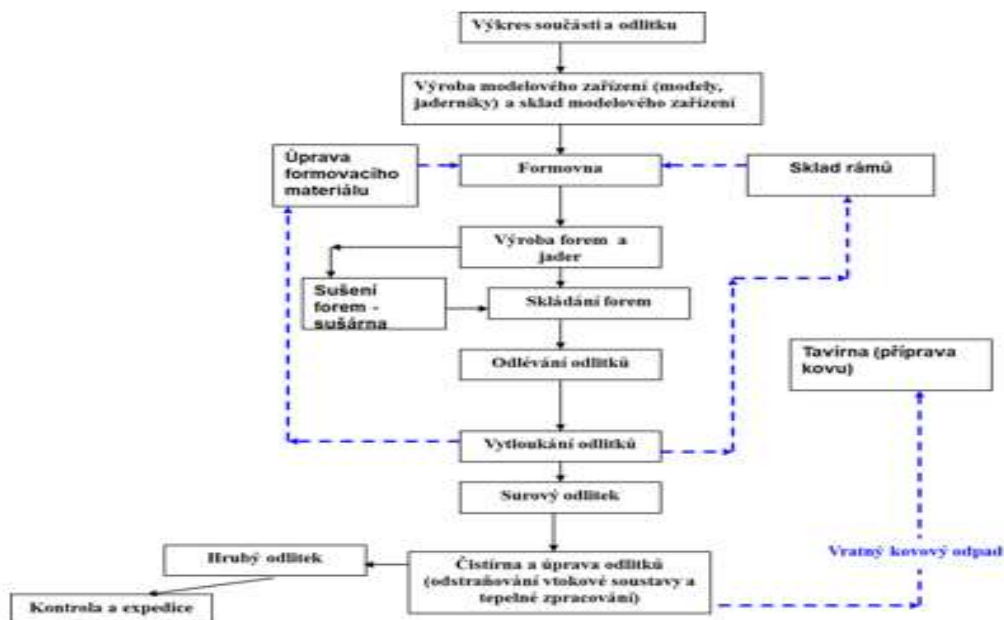 Výkres součásti a odlitku
Výroba modelového zařízení (modely,
jaderníky) a sklad modelového zařízení
Úprava
formovacího
materiálu
Formovna
Sklad rámů
Výroba forem a
jader
Sušení
forem -
sušárna
Skládání forem
Odlévání odlitků
Tavírna (příprava
kovu)
Vytloukání odlitků
Surový odlitek
Hrubý odlitek
Čistírna a úprava odlitků
(odstraňování vtokové soustavy a
tepelné zpracování)
Vratný kovový odpad
Kontrola a expedice